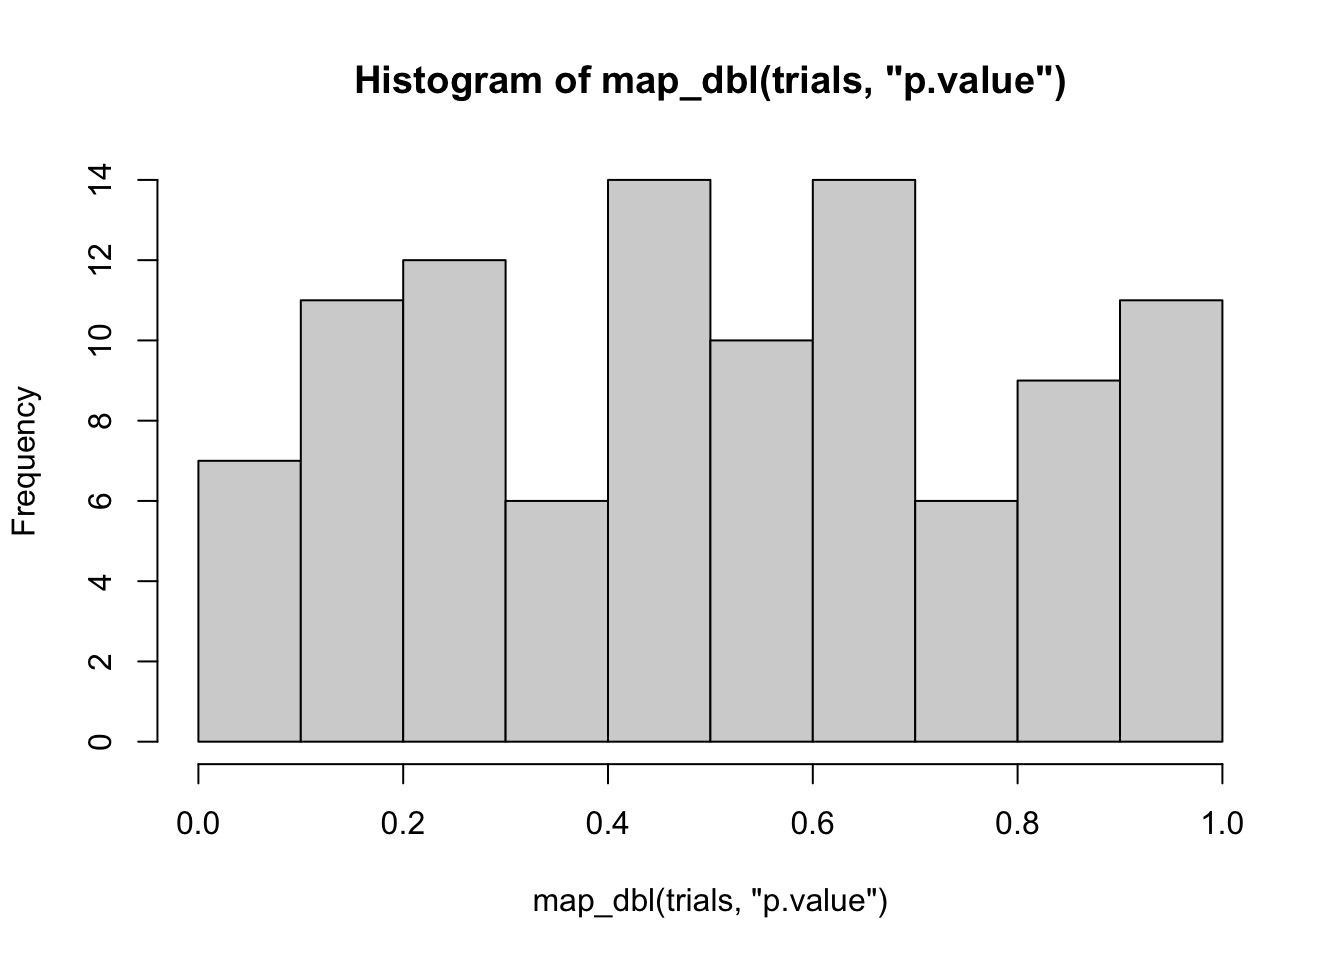 Histogram of map_dbl(trials, "p.value")
Frequency
14
12
10
8
6
4
2
0
0.0 0.2 0.4 0.6 0.8 1.0
map_dbl(trials, "p.value")